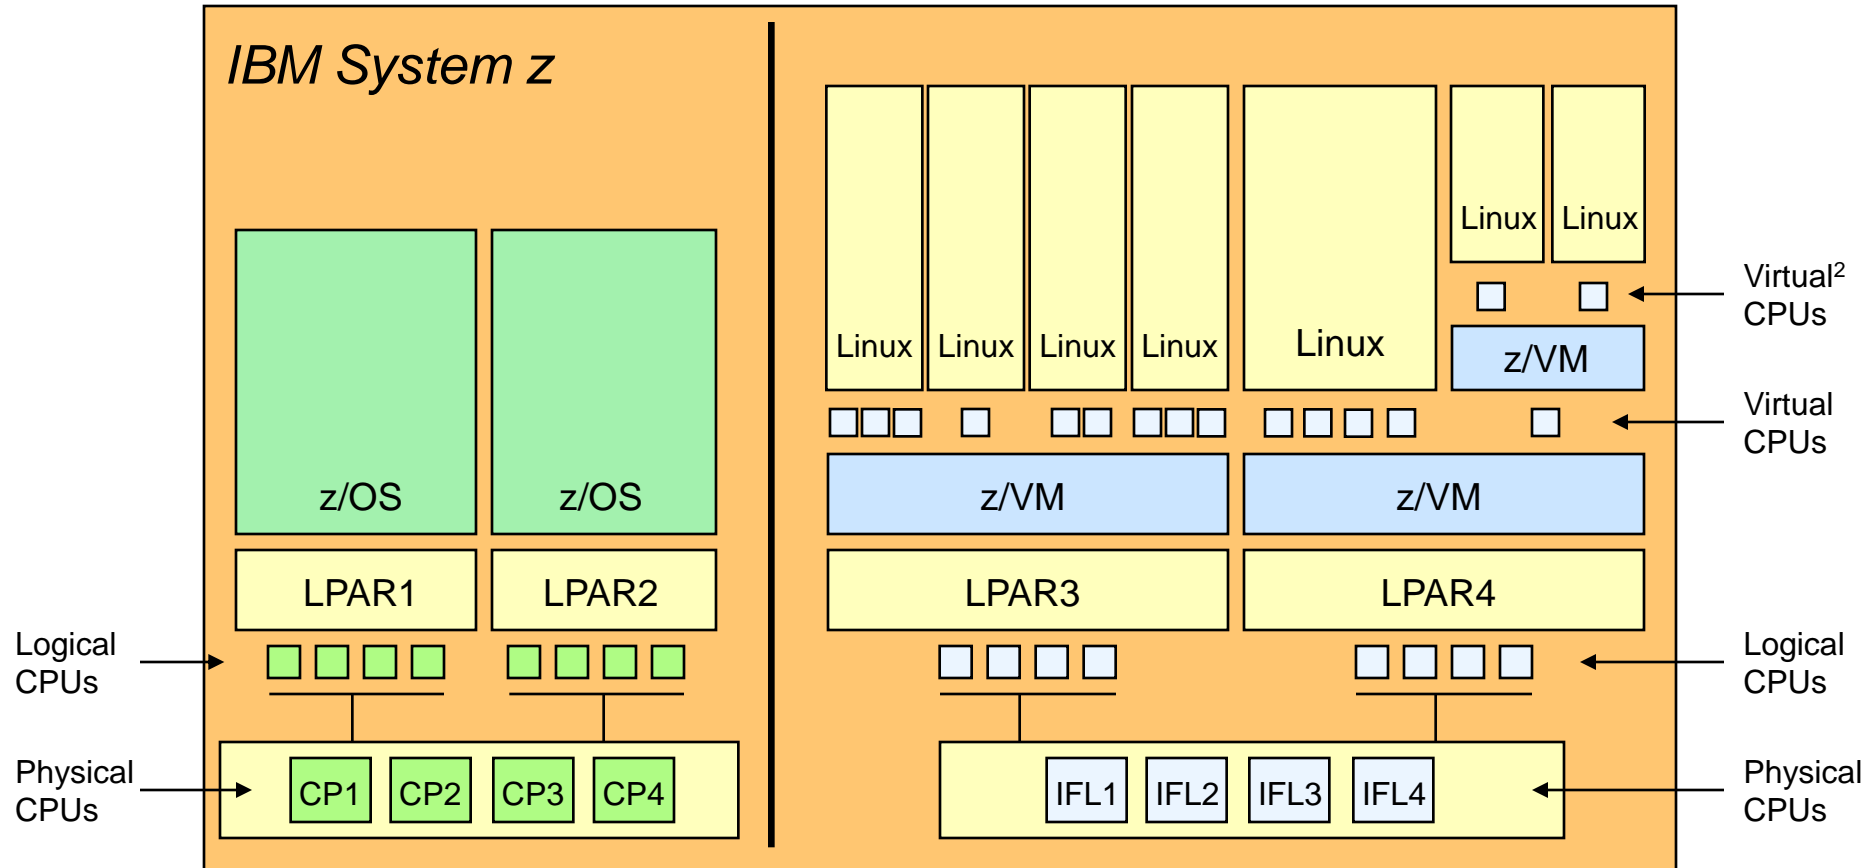 IBM System z
Linux Linux
Virtual²
CPUs
Linux Linux Linux Linux Linux z/VM
Virtual
CPUs
z/OS z/OS z/VM z/VM
LPAR1 LPAR2 LPAR3 LPAR4
Logical
CPUs
Logical
CPUs
Physical
CPUs
CP1 CP2 CP3 CP4 IFL1 IFL2 IFL3 IFL4
Physical
CPUs